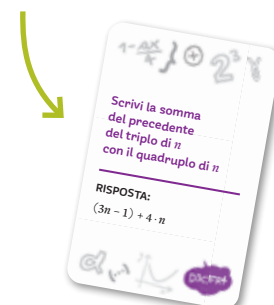 Scrivi la somma
del precedente
del triplo di n
con il quadruplo di n
RISPOSTA:
(3n – 1) + 4 · n